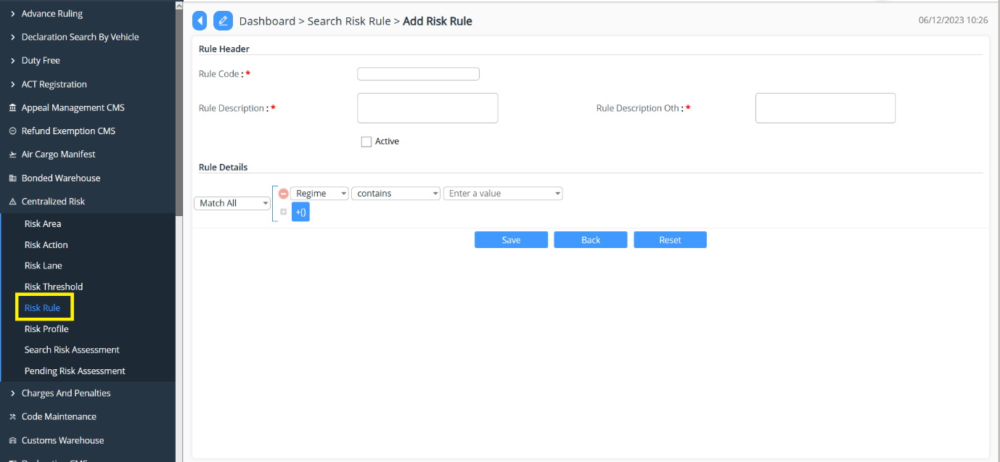 Advance Ruling
Declaration Search By Vehicle
Duty Free
ACT Registration
Appeal Management CMS
Refund Exemption CMS
Air Cargo Manifest
Bonded Warehouse
Centralized Risk
Risk Area
Risk Action
Risk Lane
Risk Threshold
Risk Rule
Risk Profile
Search Risk Assessment
Pending Risk Assessment
Charges And Penalties
Code Maintenance
Customs Warehouse
Dashboard > Search Risk Rule > Add Risk Rule
06/12/2023 10:26
Rule Header
Rule Code : *
Rule Description : *
Rule Description Oth : *
Active
Rule Details
Match All
Regime contains Enter a value
+()
Save Back Reset